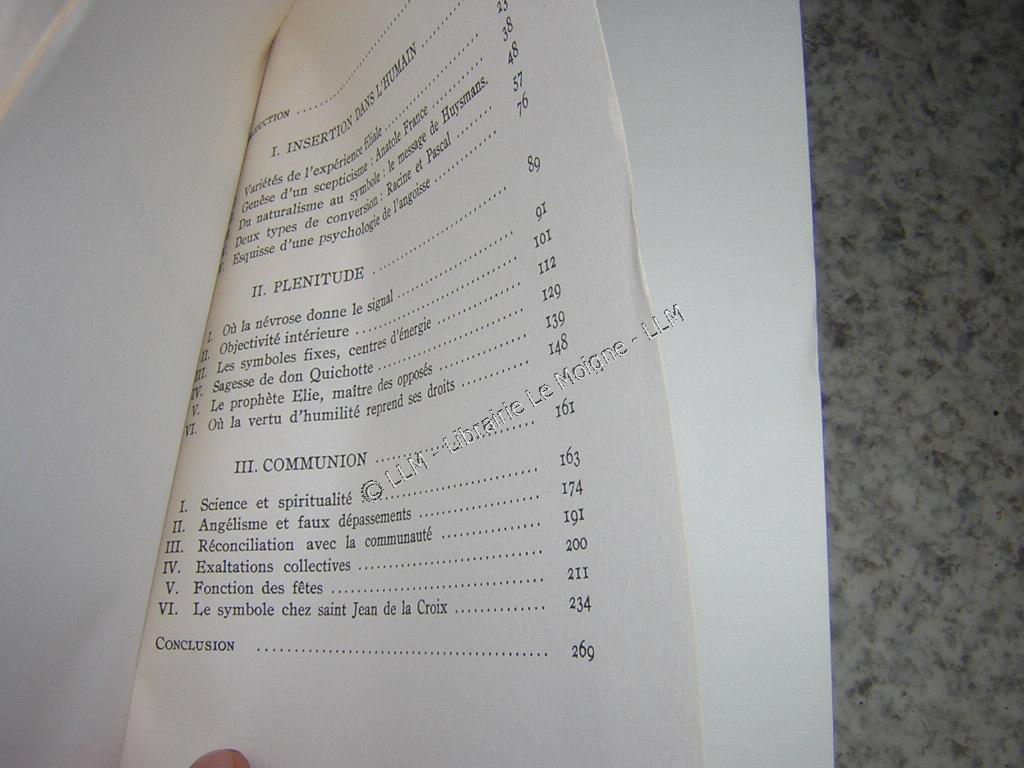 I. INSERTION DANS L'HUMAIN ........
Variétés de l'expérience filiale ........ 23
Genèse d'un scepticisme : Anatole France ........ 38
Du naturalisme au symbole : le message de Huysmans. 48
Deux types de conversion : Racine et Pascal ........ 57
Esquisse d'une psychologie de l'angoisse ........ 76
II. PLENITUDE ........ 89
I. Où la névrose donne le signal ........ 91
II. Objectivité intérieure ........ 101
III. Les symboles fixes, centres d'énergie ........ 112
IV. Sagesse de don Quichotte ........ 129
V. Le prophète Elie, maître des opposés ........ 139
VI. Où la vertu d'humilité reprend ses droits ........ 148
III. COMMUNION ........ 161
I. Science et spiritualité ........ 163
II. Angélisme et faux dépassements ........ 174
III. Réconciliation avec la communauté ........ 191
IV. Exaltations collectives ........ 200
V. Fonction des fêtes ........ 211
VI. Le symbole chez saint Jean de la Croix ........ 234
CONCLUSION ........ 269
© LLM - Librairie Le Moigne - LLM